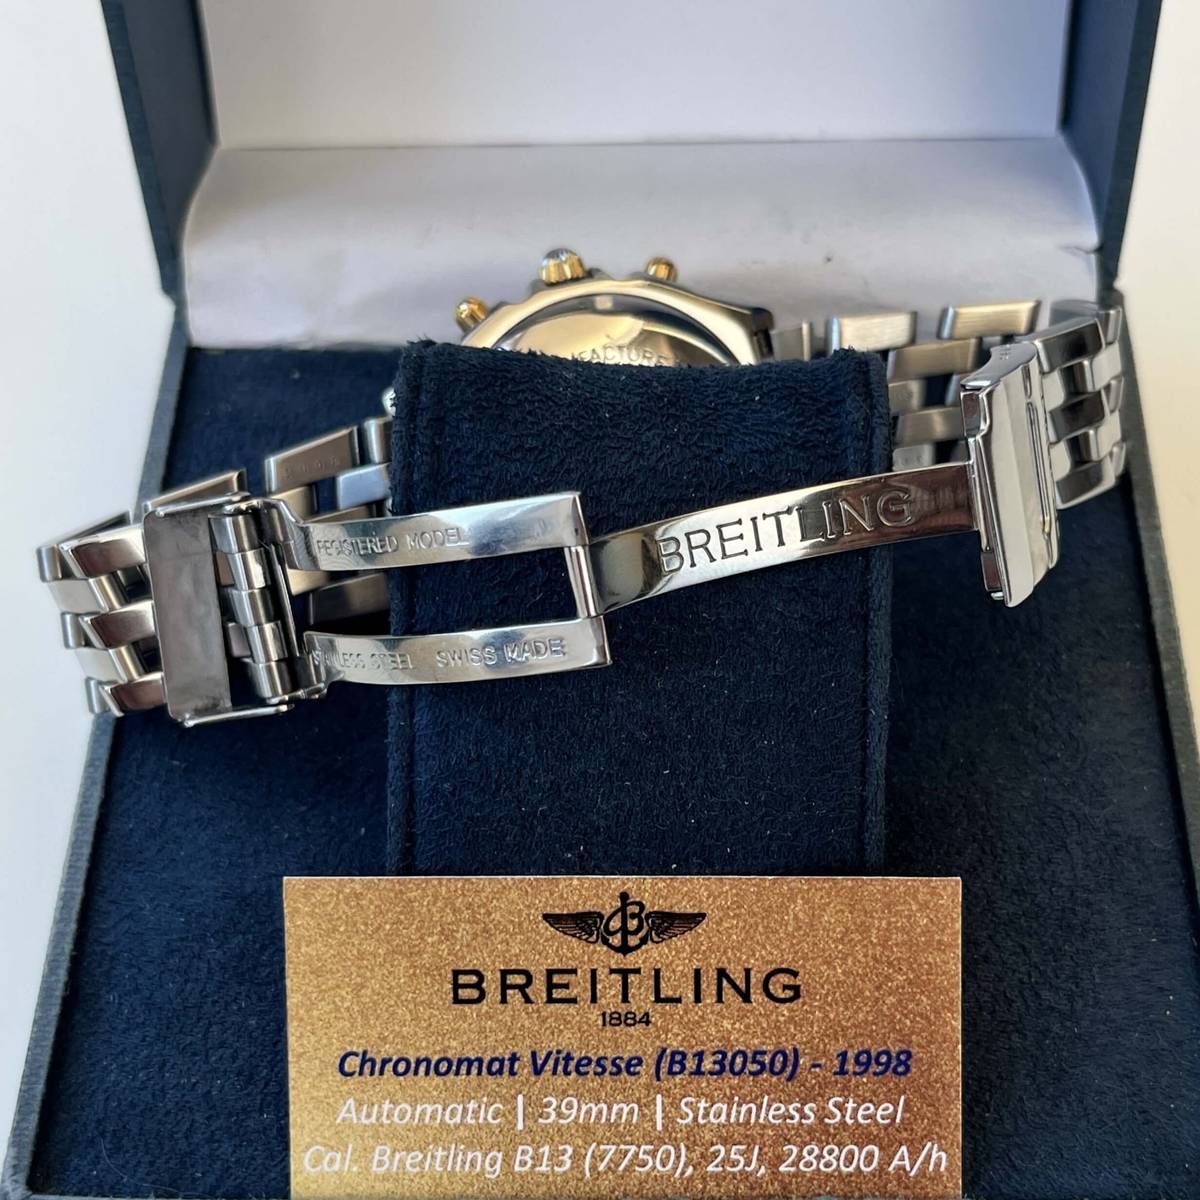 MANUFACTURE
REGISTERED MODEL
BREITLING
STAINLESS STEEL SWISS MADE
BREITLING
1884
Chronomat Vitesse (B13050) - 1998
Automatic | 39mm | Stainless Steel
Cal. Breitling B13 (7750), 25J, 28800 A/h